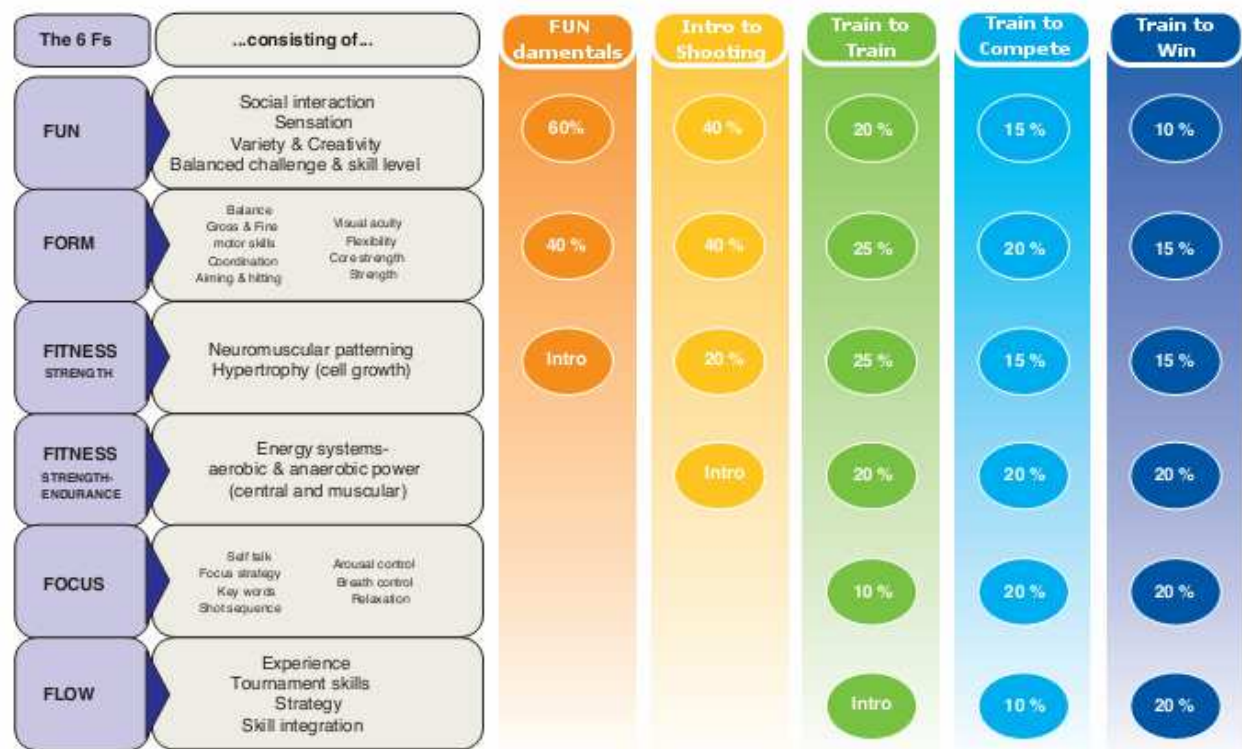 The 6 Fs
...consisting of...
FUN
damentals
Intro to
Shooting
Train to
Train
Train to
Compete
Train to
Win
FUN
Social interaction
Sensation
Variety & Creativity
Balanced challenge & skill level
60%
40 %
20 %
15 %
10 %
FORM
Balance
Gross & Fine
motor skills
Coordination
Aiming & hitting
Visual acuity
Flexibility
Core strength
Strength
40 %
40 %
25 %
20 %
15 %
FITNESS
STRENGTH
Neuromuscular patterning
Hypertrophy (cell growth)
Intro
20 %
25 %
15 %
15 %
FITNESS
STRENGTH-
ENDURANCE
Energy systems-
aerobic & anaerobic power
(central and muscular)
Intro
20 %
20 %
20 %
FOCUS
Self talk
Focus strategy
Key words
Shot sequence
Arousal control
Breath control
Relaxation
10 %
20 %
20 %
FLOW
Experience
Tournament skills
Strategy
Skill integration
Intro
10 %
20 %